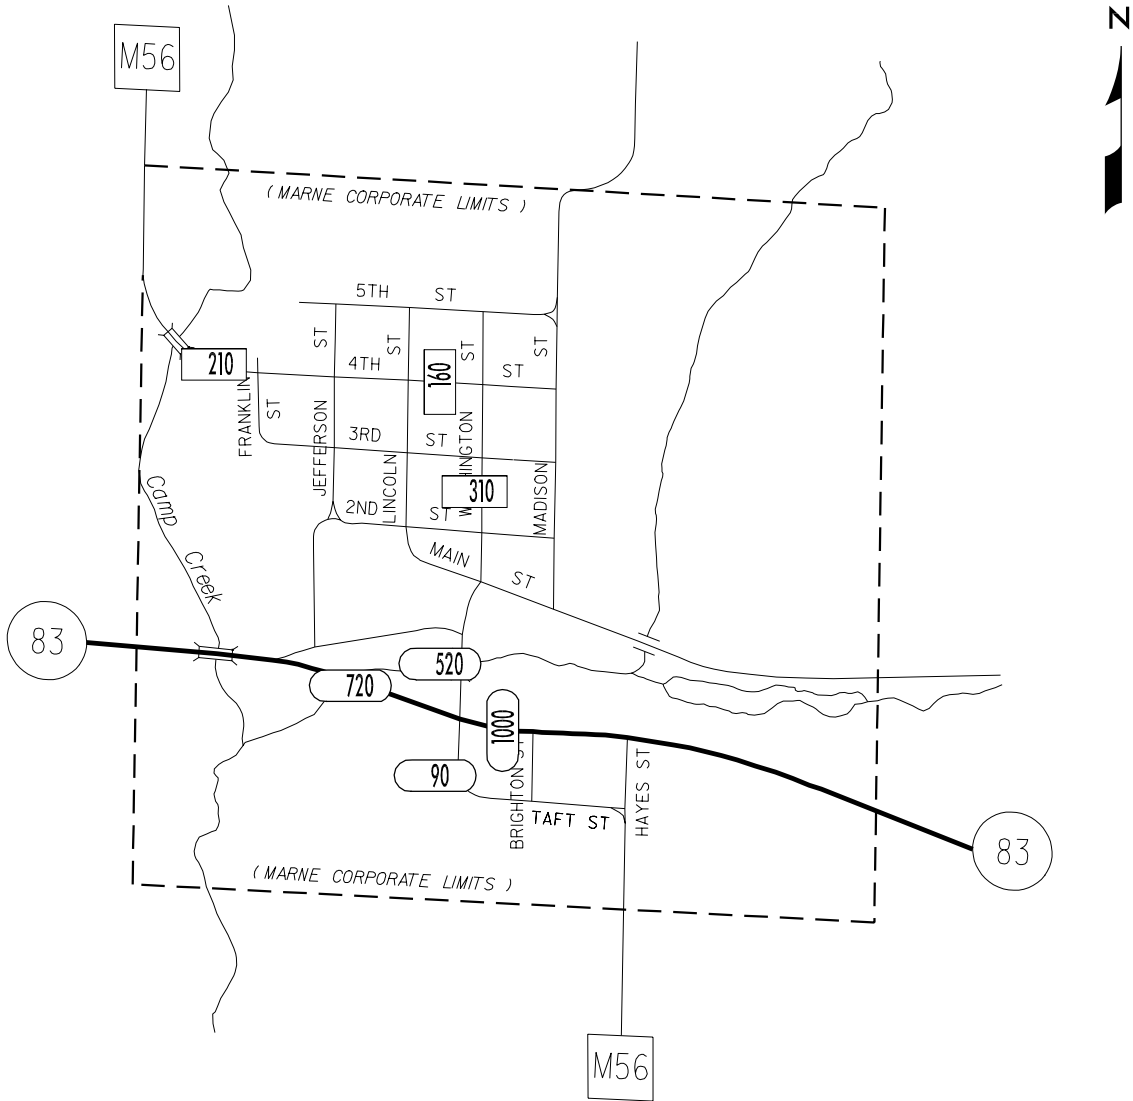 N
M56
( MARNE CORPORATE LIMITS )
5TH ST
ST
ST
ST
ST
210
4TH
160
ST
FRANKLIN
ST
JEFFERSON
3RD
ST
LINCOLN
HINGTON
MADISON
310
2ND
ST
Camp Creek
MAIN ST
83
520
720
1000
90
BRIGHTON ST
HAYES ST
TAFT ST
83
( MARNE CORPORATE LIMITS )
M56